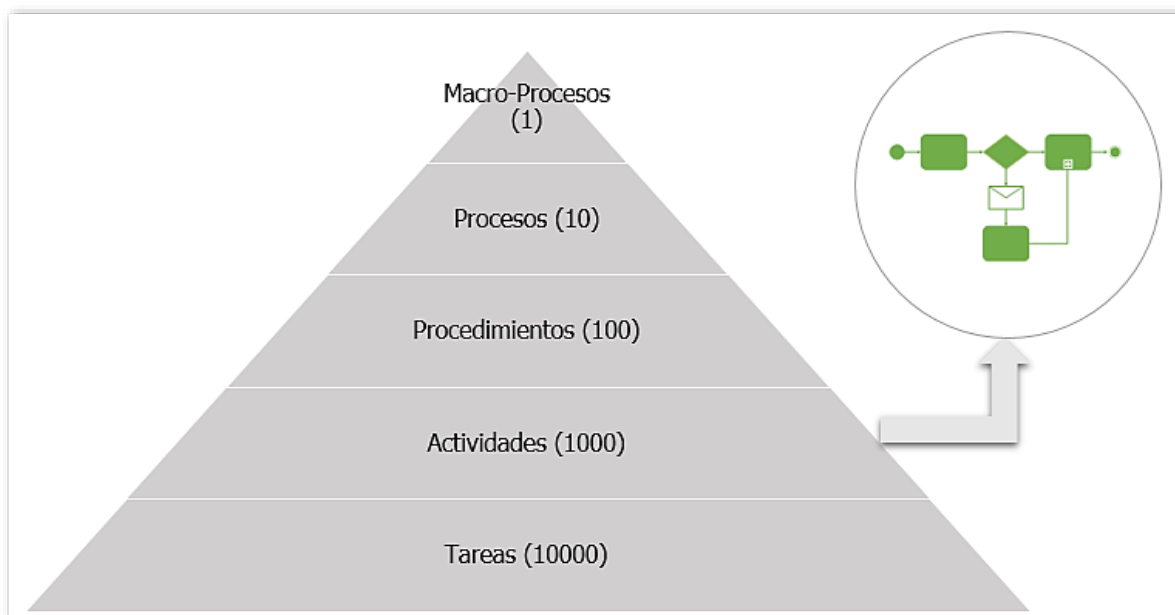 Macro-Procesos
(1)
Procesos (10)
Procedimientos (100)
Actividades (1000)
Tareas (10000)